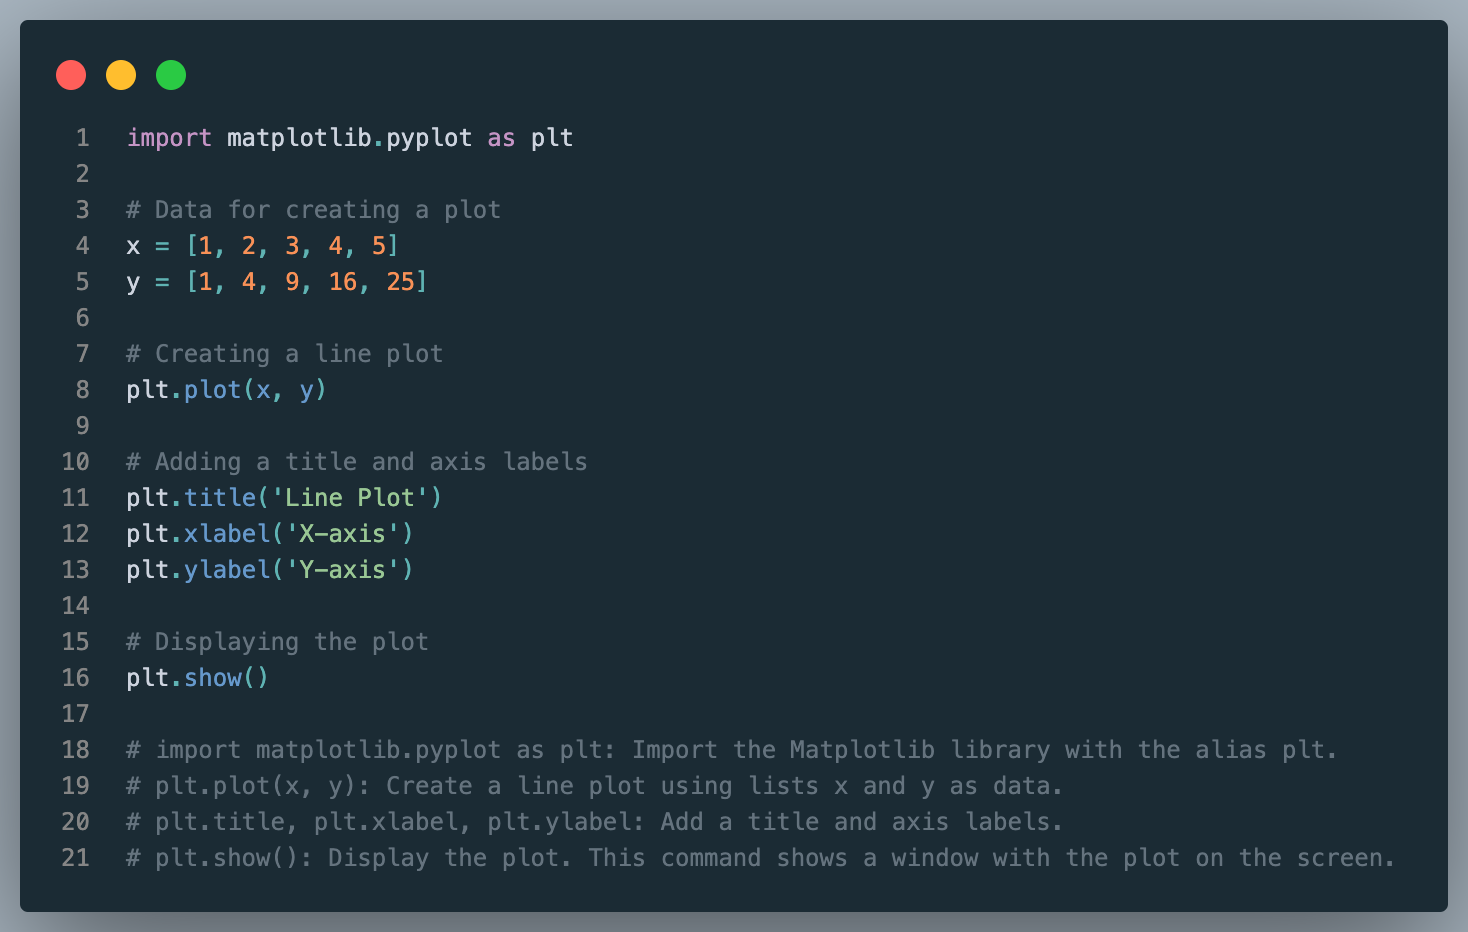 1 import matplotlib.pyplot as plt
2
3 # Data for creating a plot
4 x = [1, 2, 3, 4, 5]
5 y = [1, 4, 9, 16, 25]
6
7 # Creating a line plot
8 plt.plot(x, y)
9
10 # Adding a title and axis labels
11 plt.title('Line Plot')
12 plt.xlabel('X-axis')
13 plt.ylabel('Y-axis')
14
15 # Displaying the plot
16 plt.show()
17
18 # import matplotlib.pyplot as plt: Import the Matplotlib library with the alias plt.
19 # plt.plot(x, y): Create a line plot using lists x and y as data.
20 # plt.title, plt.xlabel, plt.ylabel: Add a title and axis labels.
21 # plt.show(): Display the plot. This command shows a window with the plot on the screen.